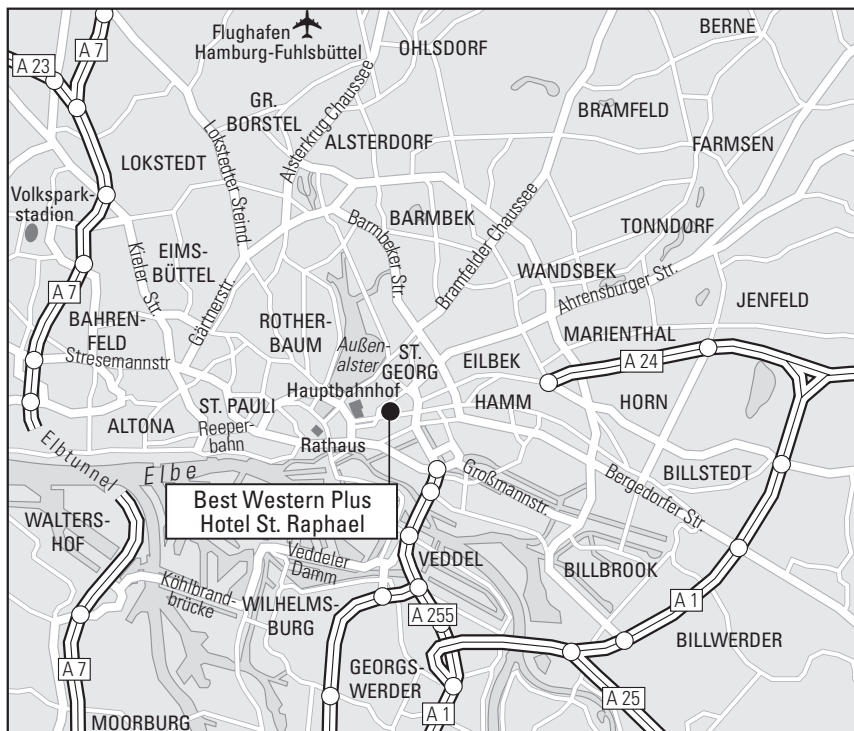 Flughafen
Hamburg-Fuhlsbüttel
OHLSDORF
BERNE
A 7
A 23
GR.
BORSTEL
Alsterkrug Chaussee
BRAMFELD
ALSTERDORF
FARMSEN
LOKSTEDT
Lokstedter Steind.
Volkspark-
stadion
BARMBEK
Barmbeker Str.
Bramfelder Chaussee
TONNDORF
EIMS-
BÜTTEL
Kieler Str.
WANDSBEK
Ahrensburger Str.
A 7
Gärtnerstr.
JENFELD
BAHREN-
FELD
ROTHER-
BAUM
Außen-
alster
ST.
GEORG
MARIENTHAL
Stresemannstr.
EILBEK
A 24
Hauptbahnhof
ST. PAULI
HAMM
HORN
ALTONA
Reeper-
bahn
Rathaus
Elbtunnel
Elbe
Großmannstr.
Bergedorfer Str.
BILLSTEDT
Best Western Plus
Hotel St. Raphael
WALTERS-
HOF
Veddeler
Damm
VEDDEL
BILLBROOK
Köhlbrand-
brücke
WILHELMS-
BURG
A 255
A 1
BILLWERDER
A 7
GEORGS-
WERDER
A 25
A 1
MOORBURG